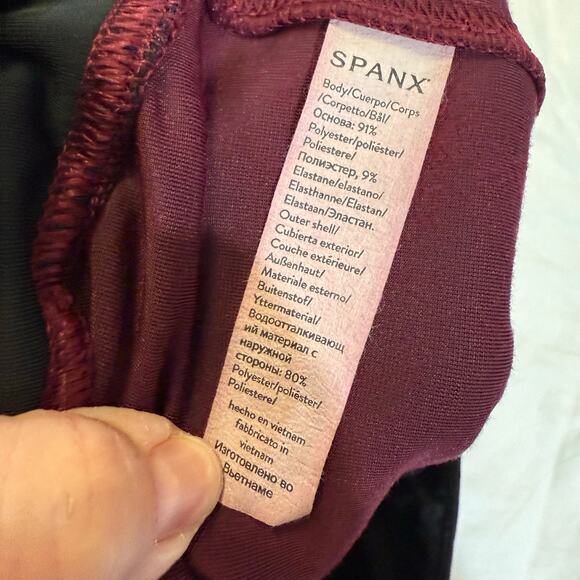 SPANX
Body/Cuerpo/Corps
/Corpetto/Bål/
Основа: 91%
Polyester/poliéster/
Poliestere/
Полиэстер, 9%
Elastane/elastano/
Elasthanne/Elastan/
Elastaan/Эластан.
Outer shell/
Cubierta exterior/
Couche extérieure/
Außenhaut/
Materiale esterno/
Buitenstof/
Yttermaterial/
Водоотталкивающ
ий материал с
наружной
стороны: 80%
Polyester/poliéster/
Poliestere/
hecho en vietnam
fabbricato in
vietnam
Изготовлено во
Вьетнаме